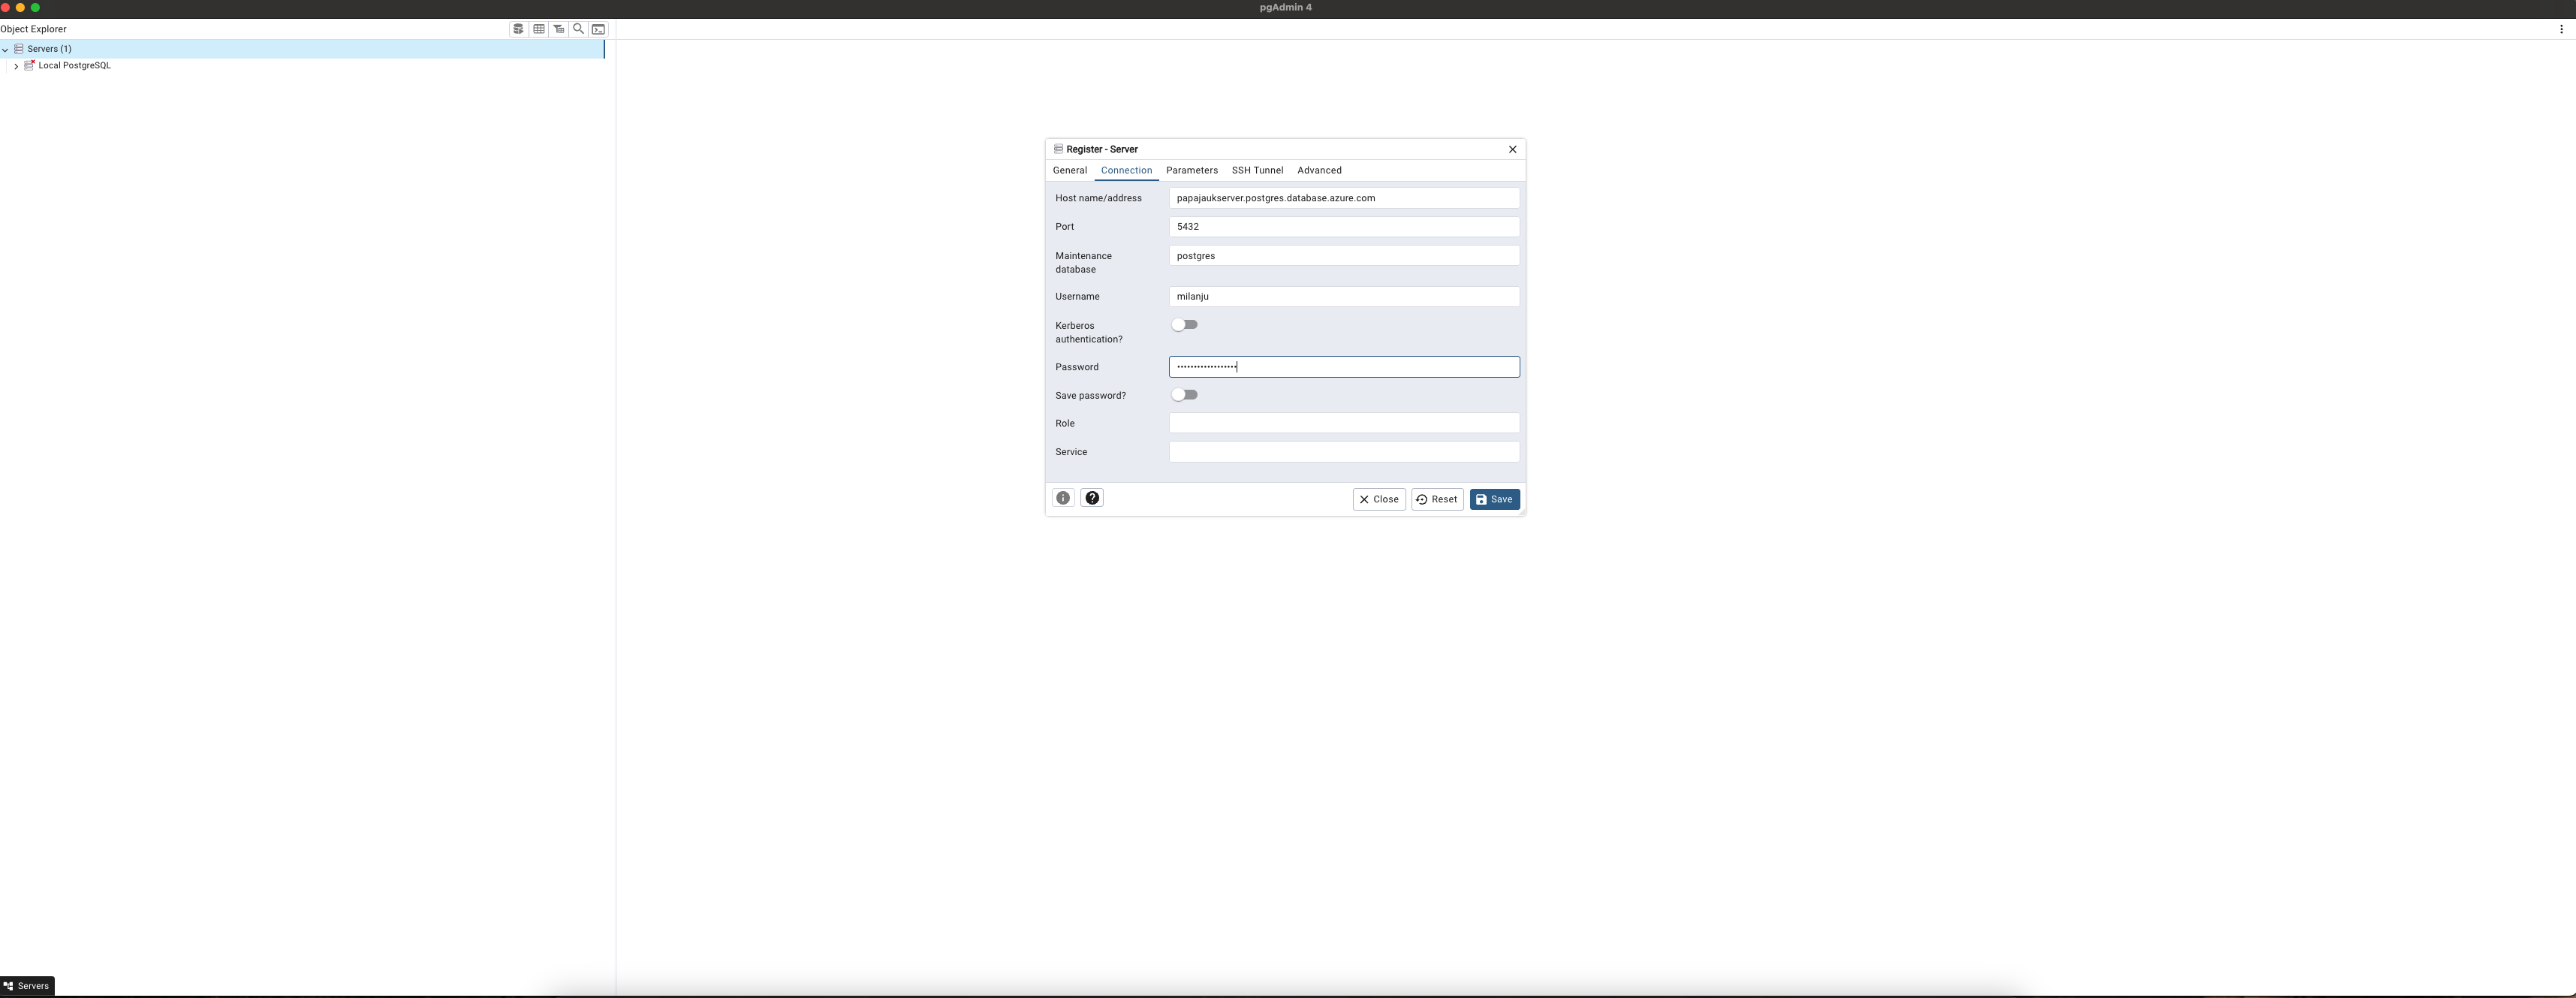 pgAdmin 4
Object Explorer
Servers (1)
Local PostgreSQL
Register - Server
General Connection Parameters SSH Tunnel Advanced
Host name/address papajaukserver.postgres.database.azure.com
Port 5432
Maintenance database postgres
Username milanju
Kerberos authentication?
Password ••••••••••••••••••
Save password?
Role
Service
Close Reset Save
Servers